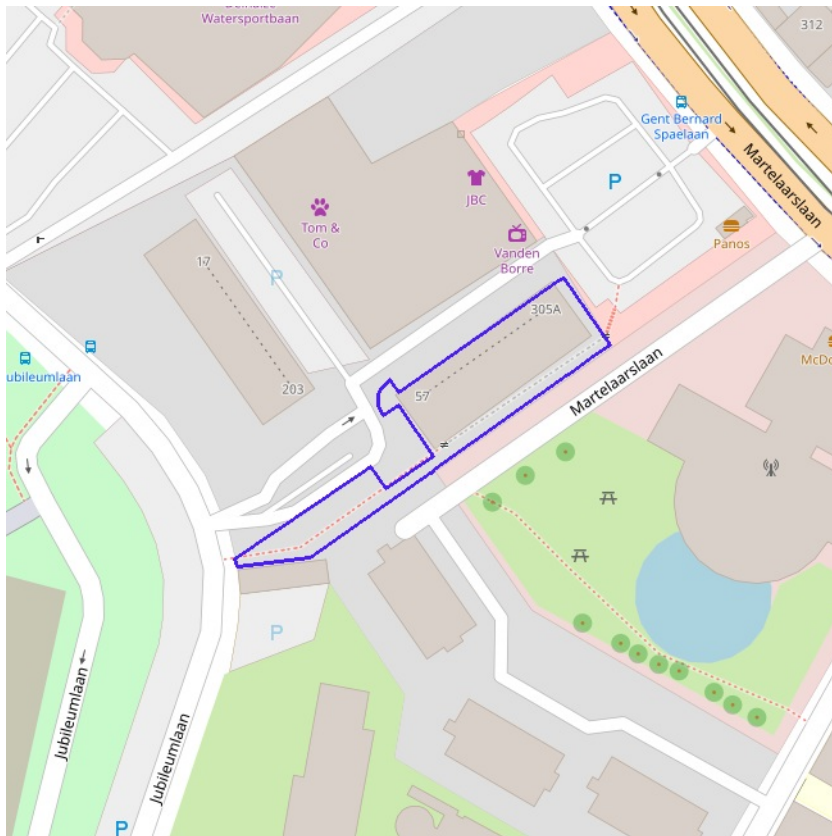 Watersportbaan
312
Gent Bernard
Spaelaan
Martelaarslaan
P
JBC
Tom &
Co
Vanden
Borre
Panos
17
P
305A
McDo
Jubileumlaan
203
57
Martelaarslaan
P
Jubileumlaan
Jubileumlaan
P